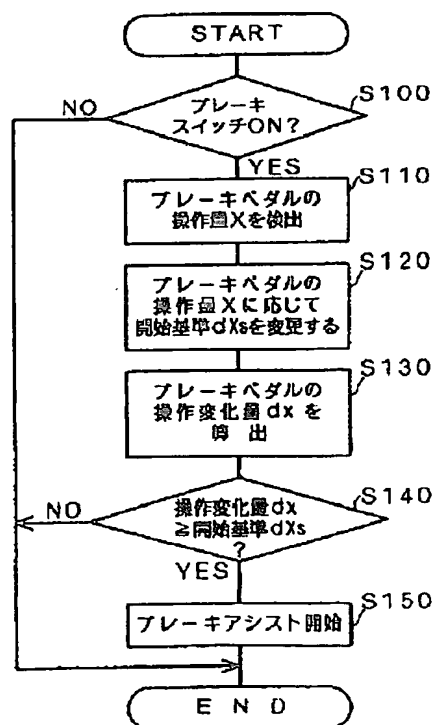 START
S100
NO
ブレーキ
スイッチON?
YES
S110
ブレーキペダルの
操作量Xを検出
S120
ブレーキペダルの
操作量Xに応じて
開始基準dXsを変更する
S130
ブレーキペダルの
操作変化量dxを
算出
S140
NO
操作変化量dx
≧開始基準dXs
?
YES
S150
ブレーキアシスト開始
END